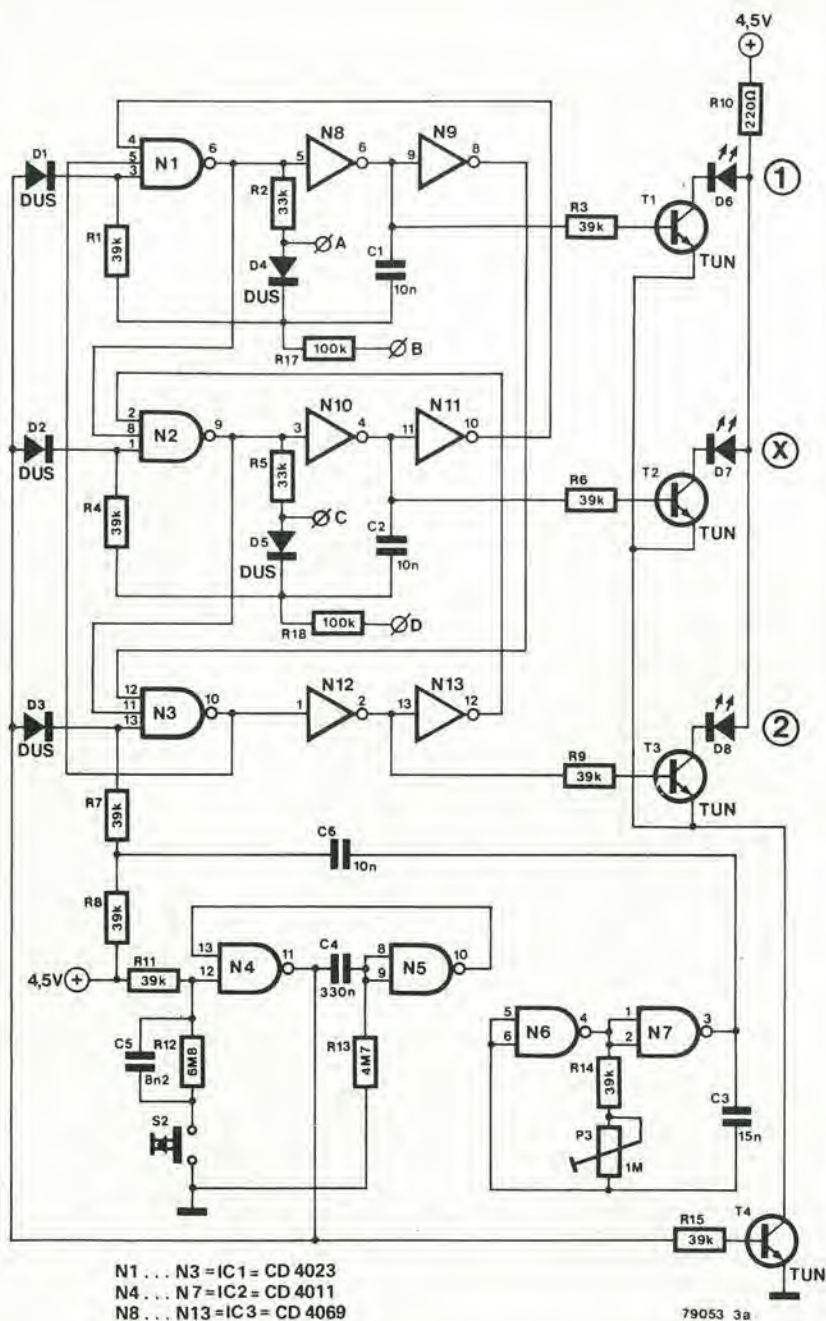 4,5V
+
R10
220Ω
D1
DUS
4
5
3
N1
6
5
N8
6
9
N9
8
R2
33k
A
D4
DUS
R1
39k
C1
10n
R3
39k
T1
D6
1
TUN
R17
100k
B
D2
DUS
2
8
1
N2
9
3
N10
4
11
N11
10
R5
33k
C
D5
DUS
R4
39k
C2
10n
R6
39k
T2
D7
X
TUN
R18
100k
D
D3
DUS
12
11
13
N3
10
1
N12
2
13
N13
12
R9
39k
T3
D8
2
TUN
R7
39k
C6
10n
R8
39k
4,5V
+
R11
39k
13
12
N4
11
C4
330n
8
9
N5
10
C5
8n2
R12
6M8
R13
4M7
S2
5
6
N6
4
1
2
N7
3
R14
39k
P3
1M
C3
15n
R15
39k
T4
TUN
N1 . . . N3 = IC1 = CD 4023
N4 . . . N7 = IC2 = CD 4011
N8 . . . N13 = IC3 = CD 4069
79053 3a